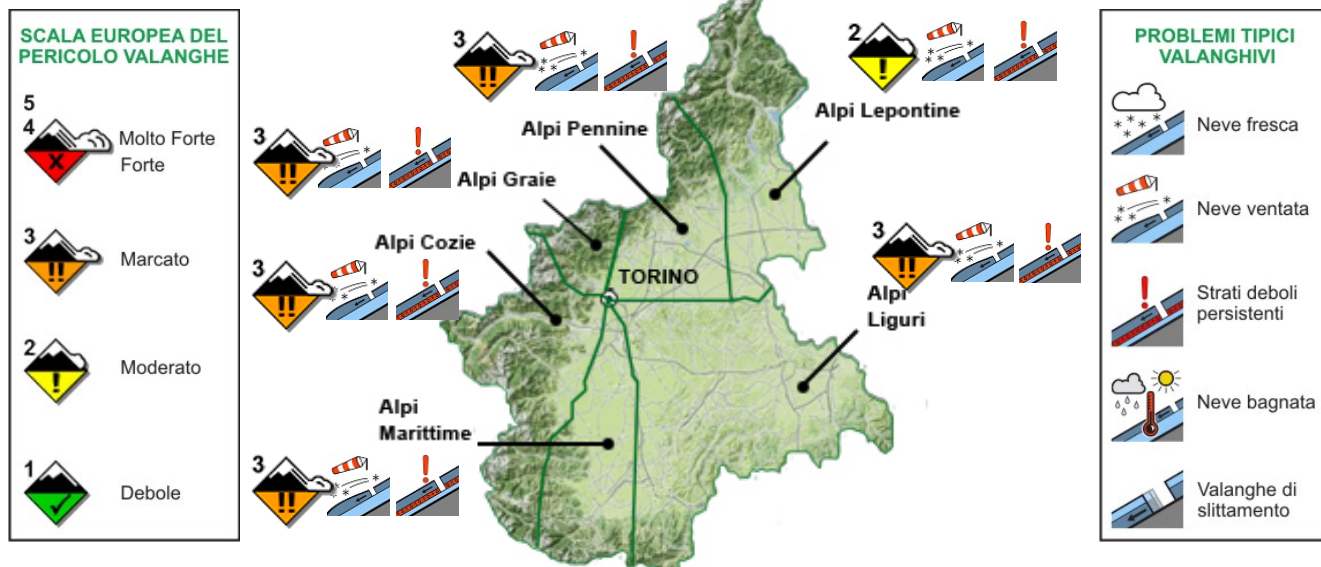 SCALA EUROPEA DEL
PERICOLO VALANGHE
5
4
Molto Forte
Forte
3
Marcato
2
Moderato
1
Debole
3
2
3
3
3
3
Alpi Lepontine
Alpi Pennine
Alpi Graie
Alpi Cozie
TORINO
Alpi
Liguri
Alpi
Marittime
PROBLEMI TIPICI
VALANGHIVI
Neve fresca
Neve ventata
Strati deboli
persistenti
Neve bagnata
Valanghe di
slittamento